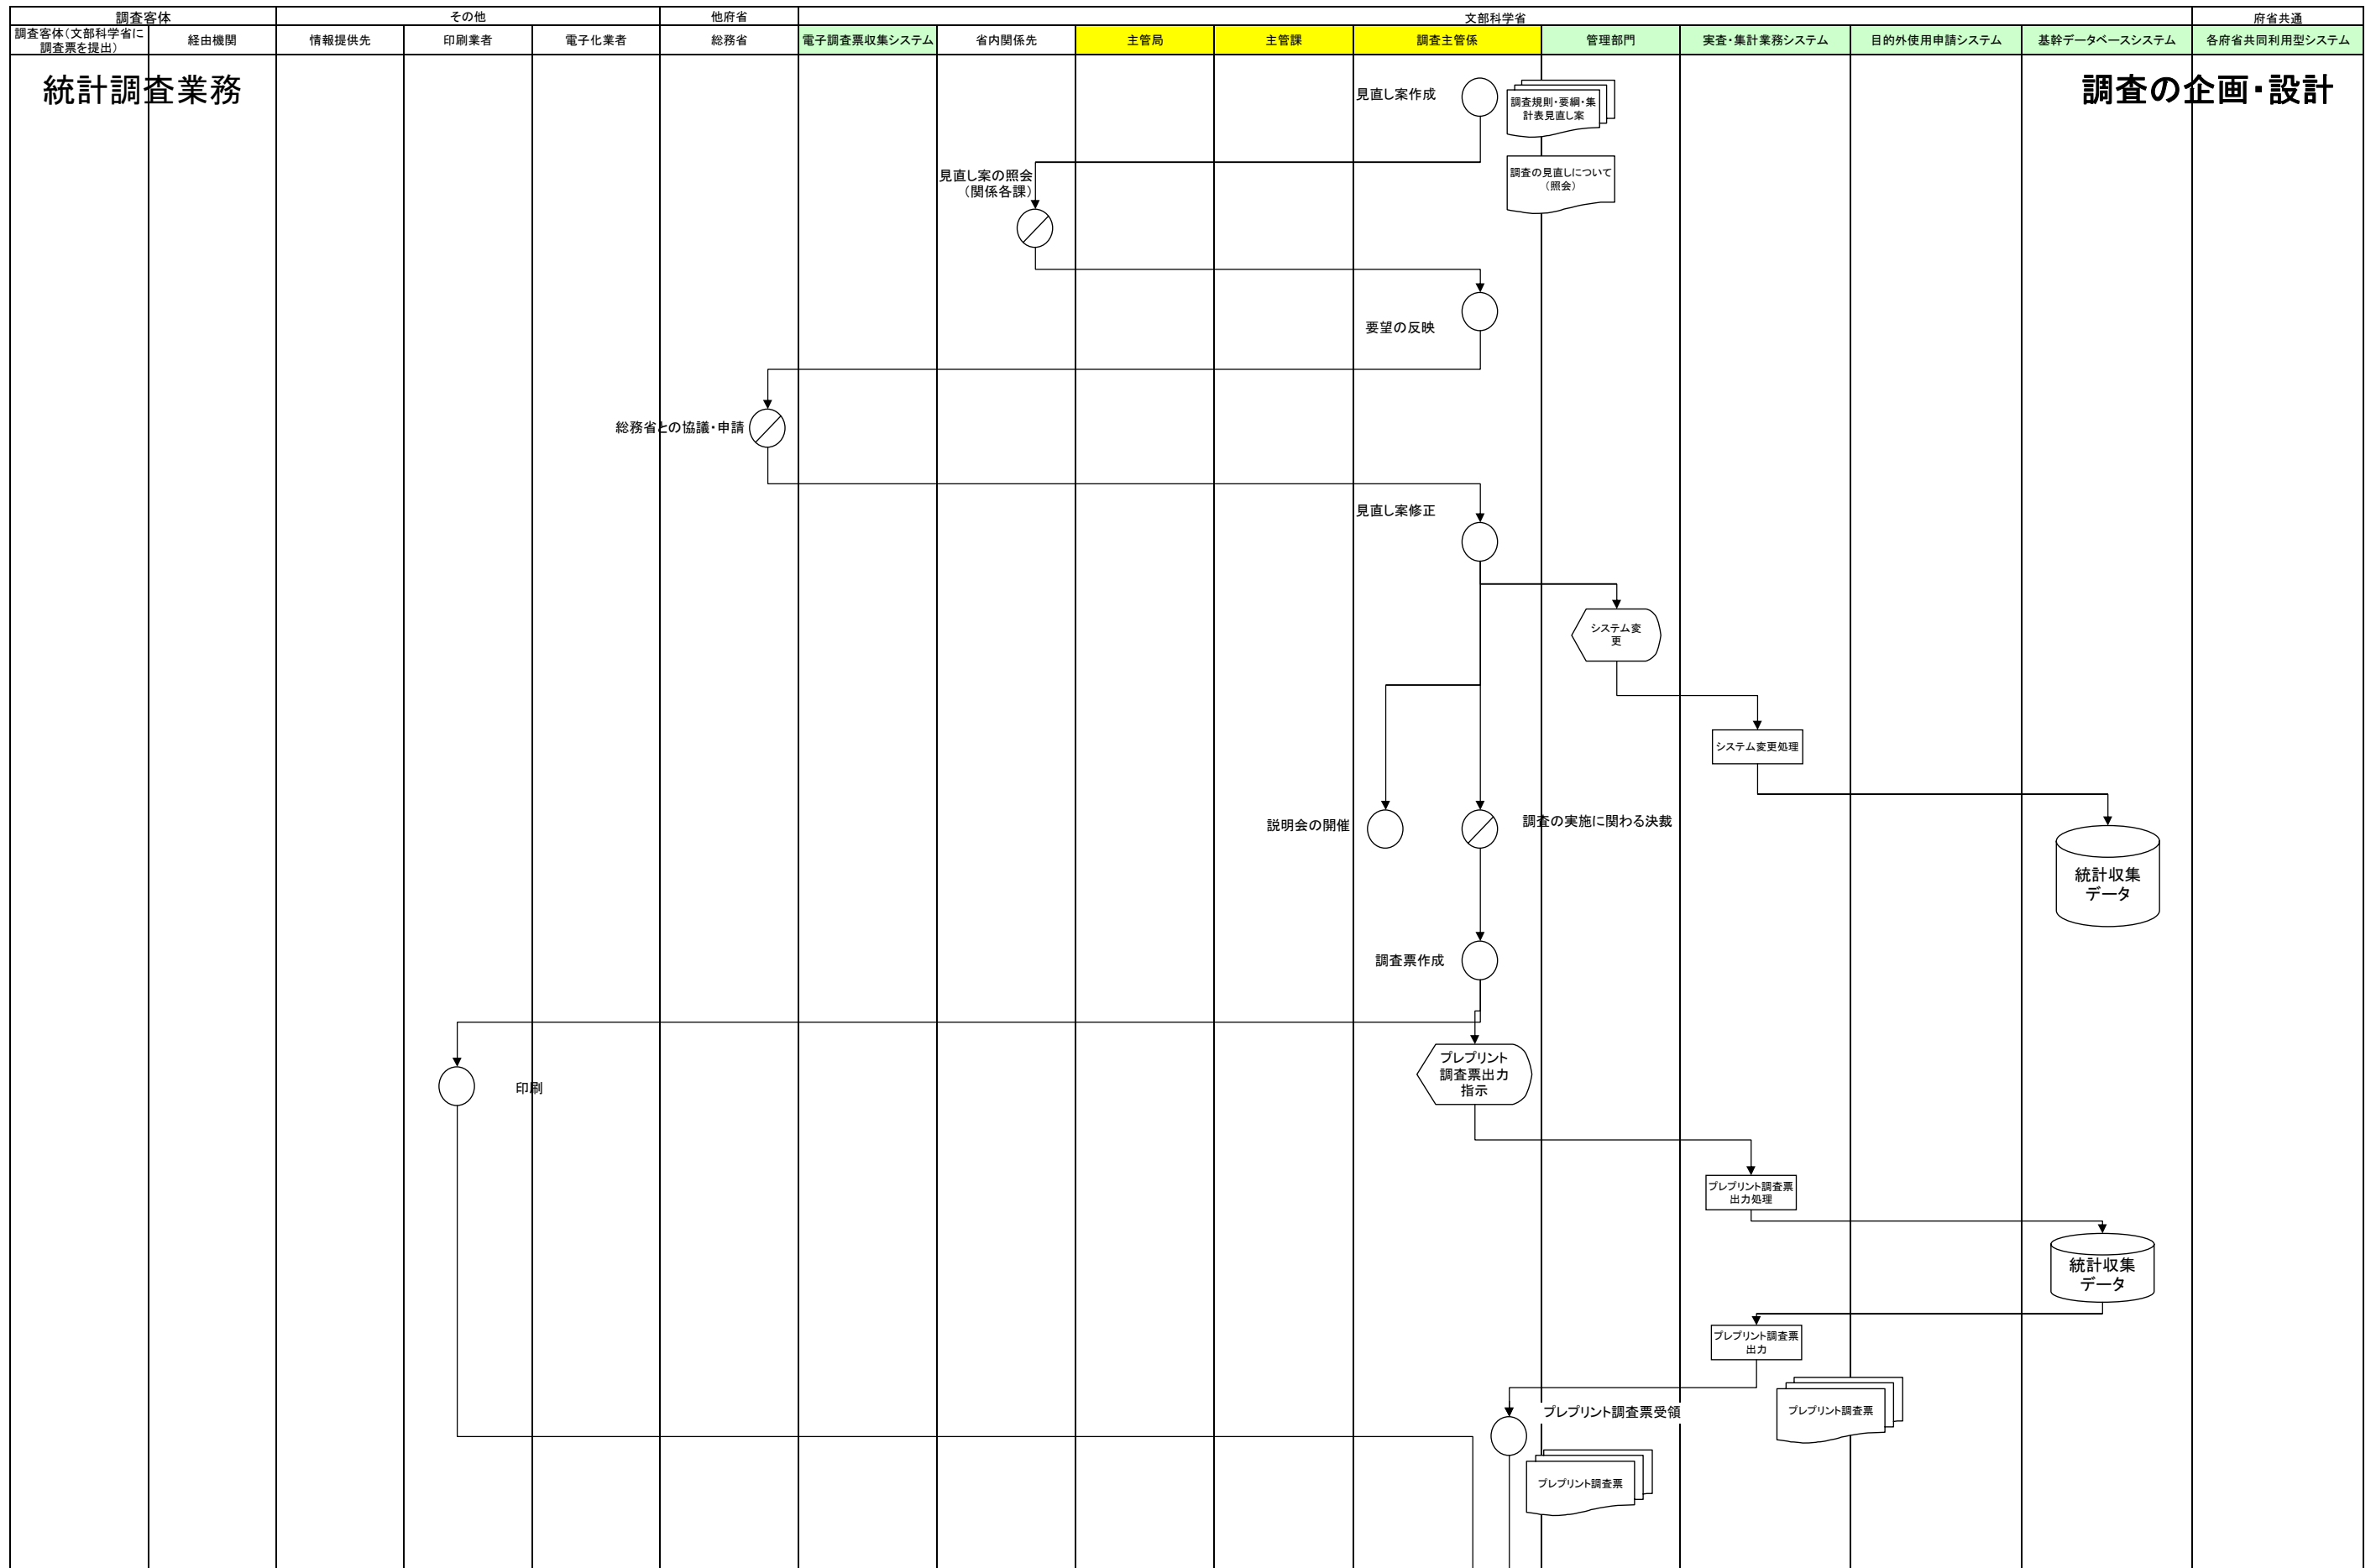 調査客体
その他
他府省
文部科学省
府省共通
調査客体（文部科学省に
調査票を提出）
経由機関
情報提供先
印刷業者
電子化業者
総務省
電子調査票収集システム
省内関係先
主管局
主管課
調査主管係
管理部門
実査・集計業務システム
目的外使用申請システム
基幹データベースシステム
各府省共同利用型システム
統計調査業務
調査の企画・設計
見直し案作成
調査規則・要綱・集
計表見直し案
見直し案の照会
（関係各課）
調査の見直しについて
（照会）
要望の反映
総務省との協議・申請
見直し案修正
システム変
更
システム変更処理
説明会の開催
調査の実施に関わる決裁
統計収集
データ
調査票作成
印刷
プレプリント
調査票出力
指示
プレプリント調査票
出力処理
統計収集
データ
プレプリント調査票
出力
プレプリント調査票受領
プレプリント調査票
プレプリント調査票